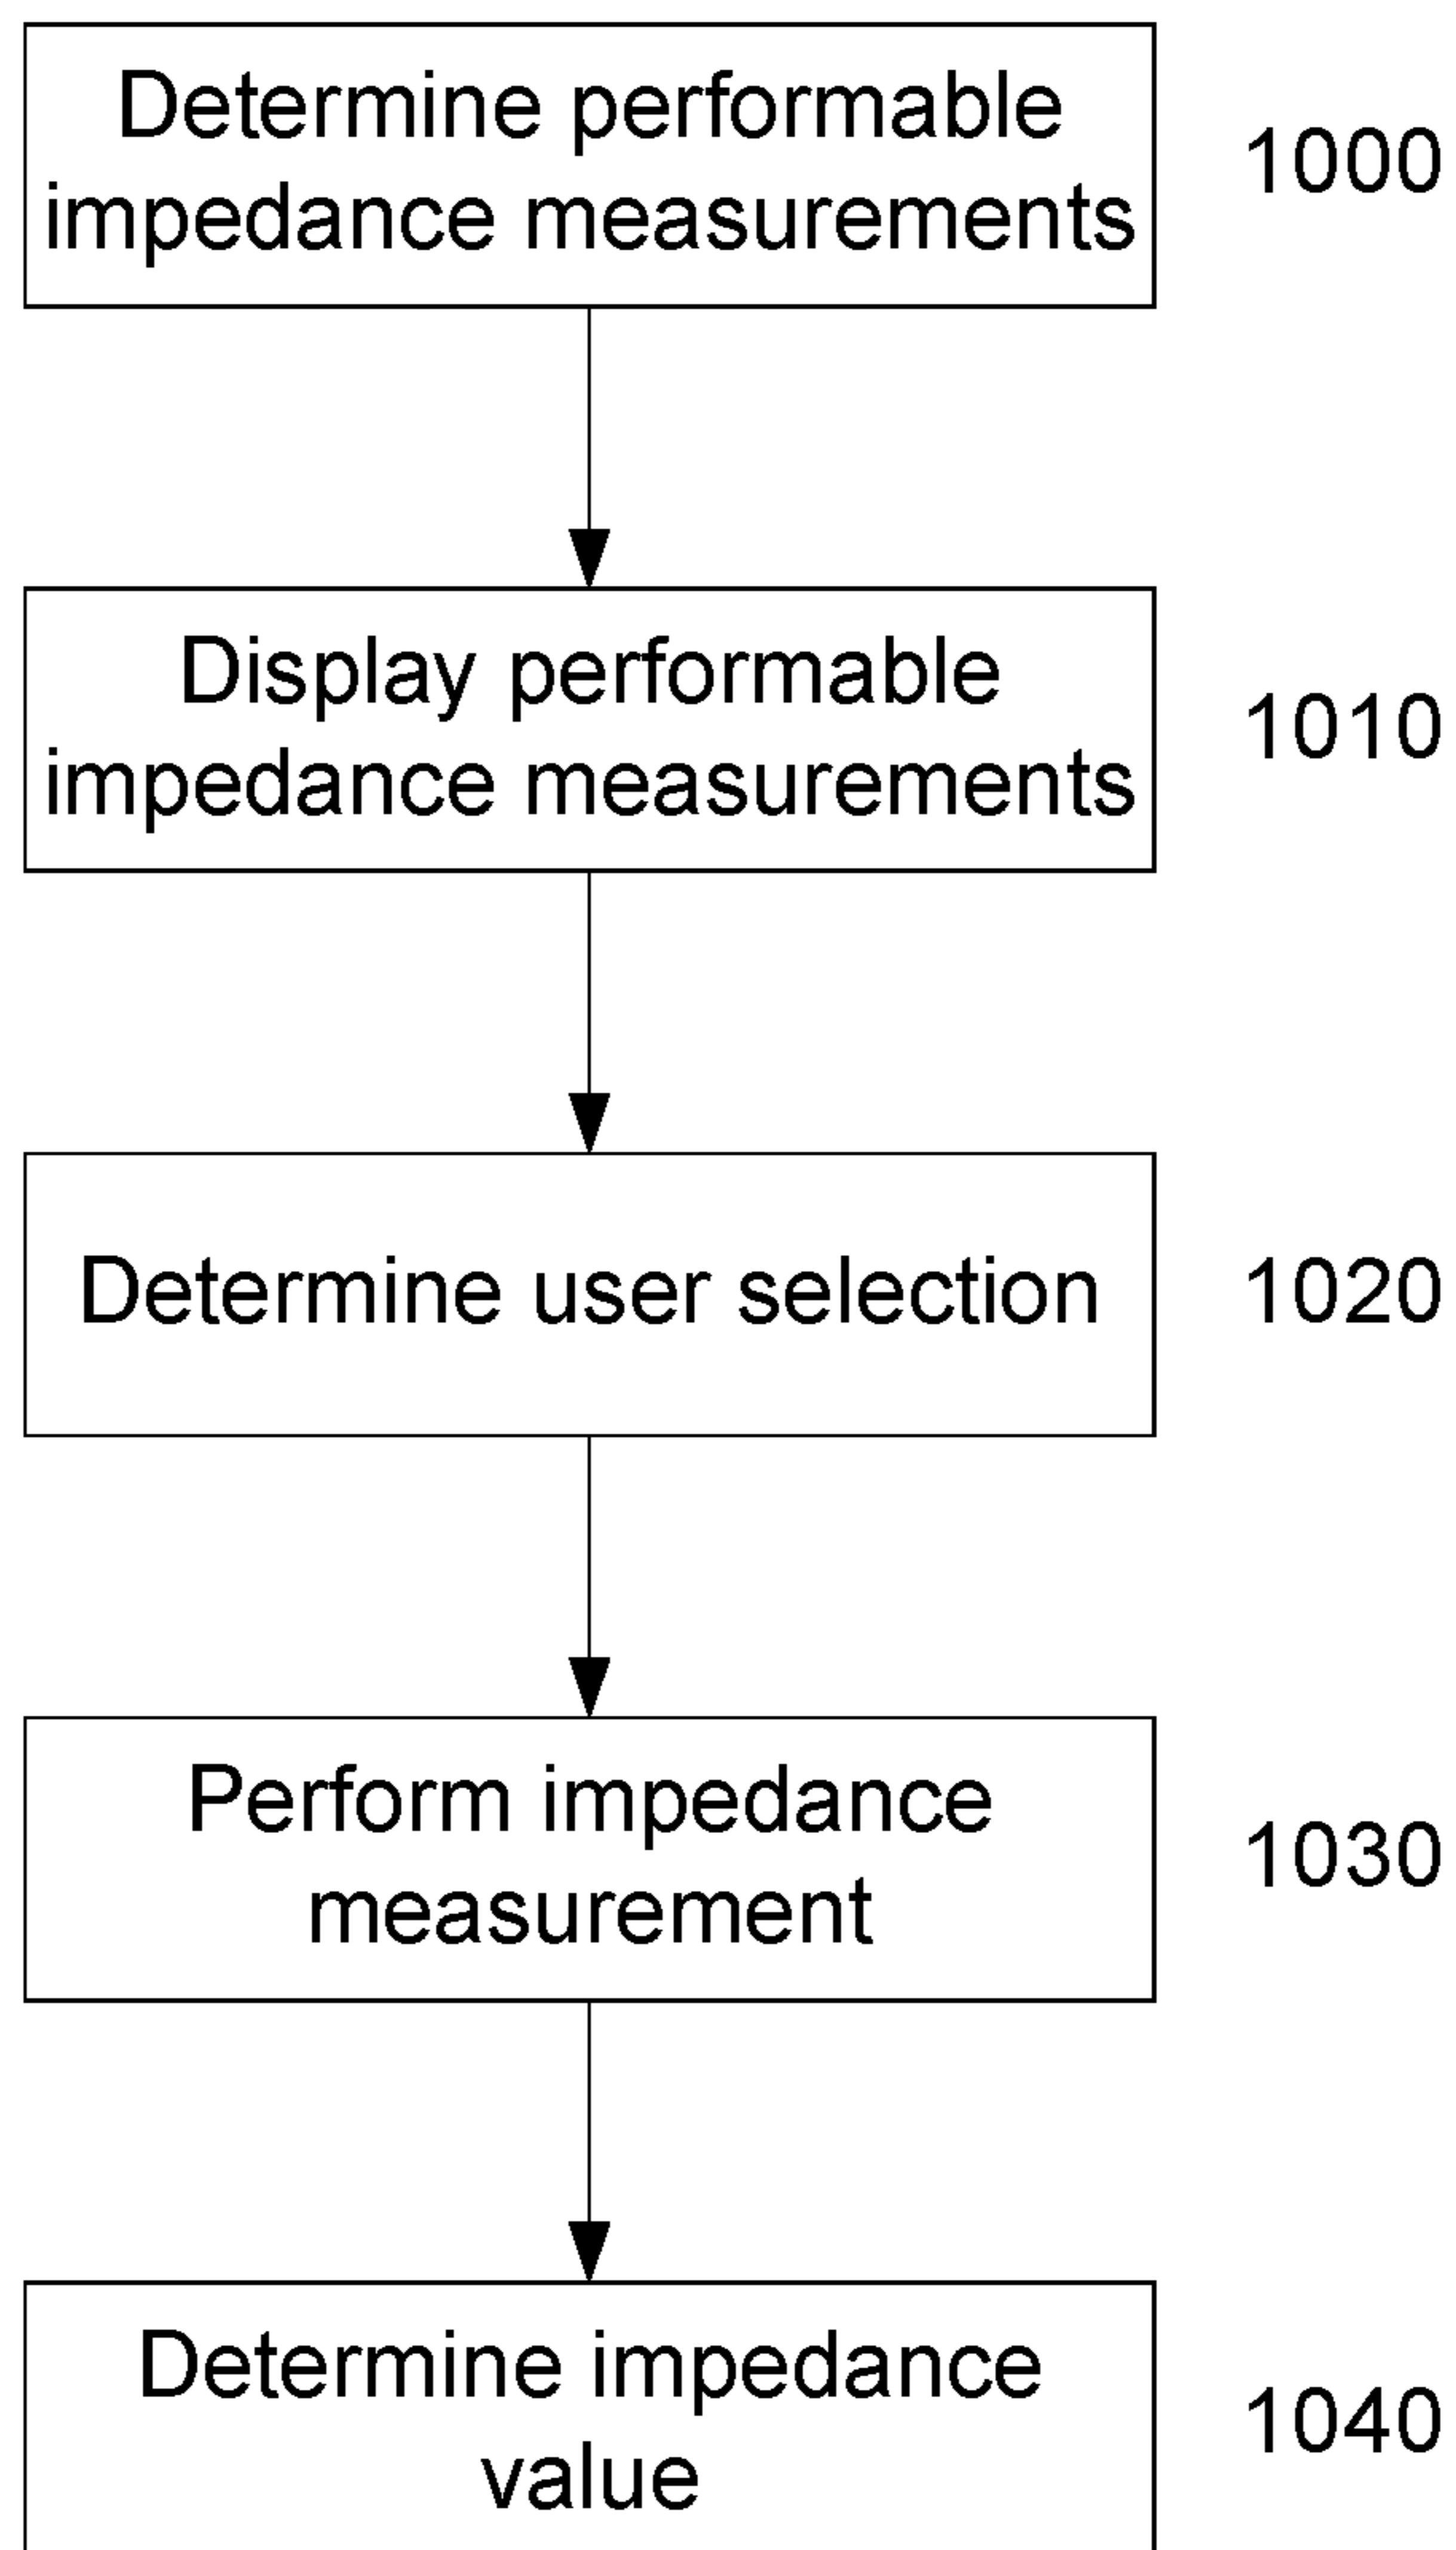 Determine performable
impedance measurements
1000
Display performable
impedance measurements
1010
Determine user selection
1020
Perform impedance
measurement
1030
Determine impedance
value
1040